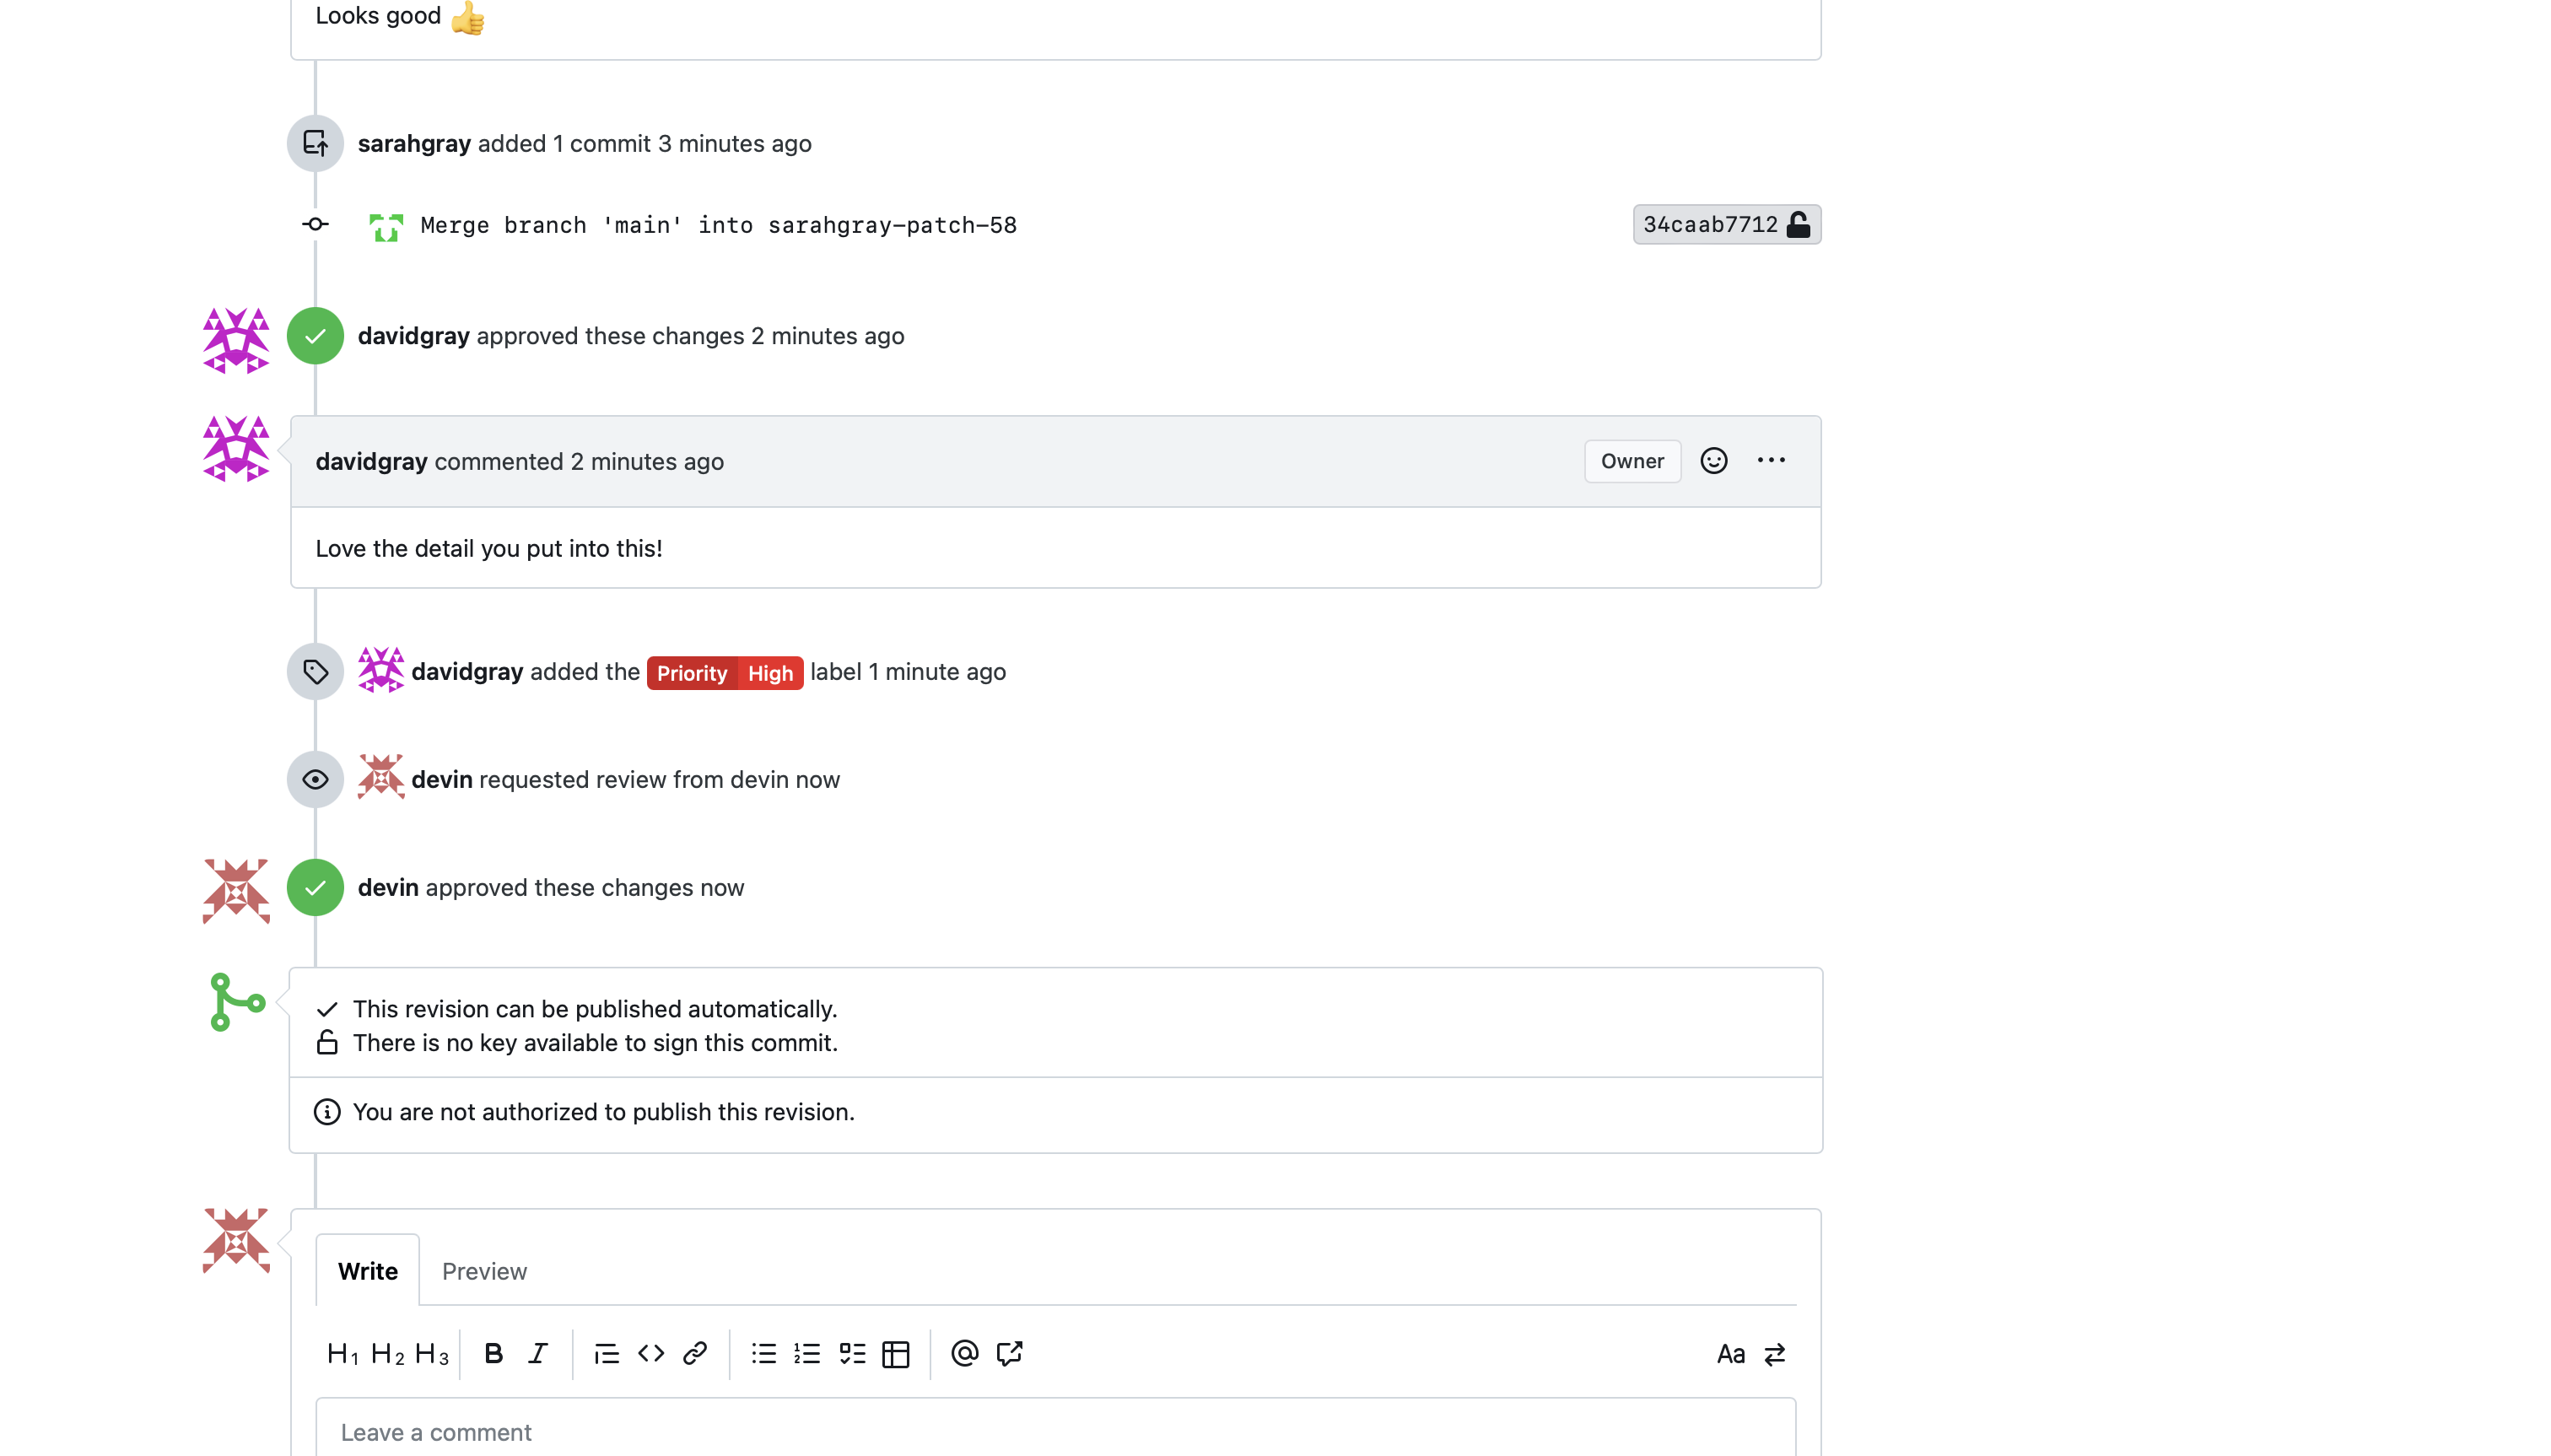 Looks good 👍
sarahgray added 1 commit 3 minutes ago
Merge branch 'main' into sarahgray-patch-58 34caab7712
davidgray approved these changes 2 minutes ago
davidgray commented 2 minutes ago Owner
Love the detail you put into this!
davidgray added the Priority High label 1 minute ago
devin requested review from devin now
devin approved these changes now
This revision can be published automatically.
There is no key available to sign this commit.
You are not authorized to publish this revision.
Write Preview
H1 H2 H3 B I Aa
Leave a comment